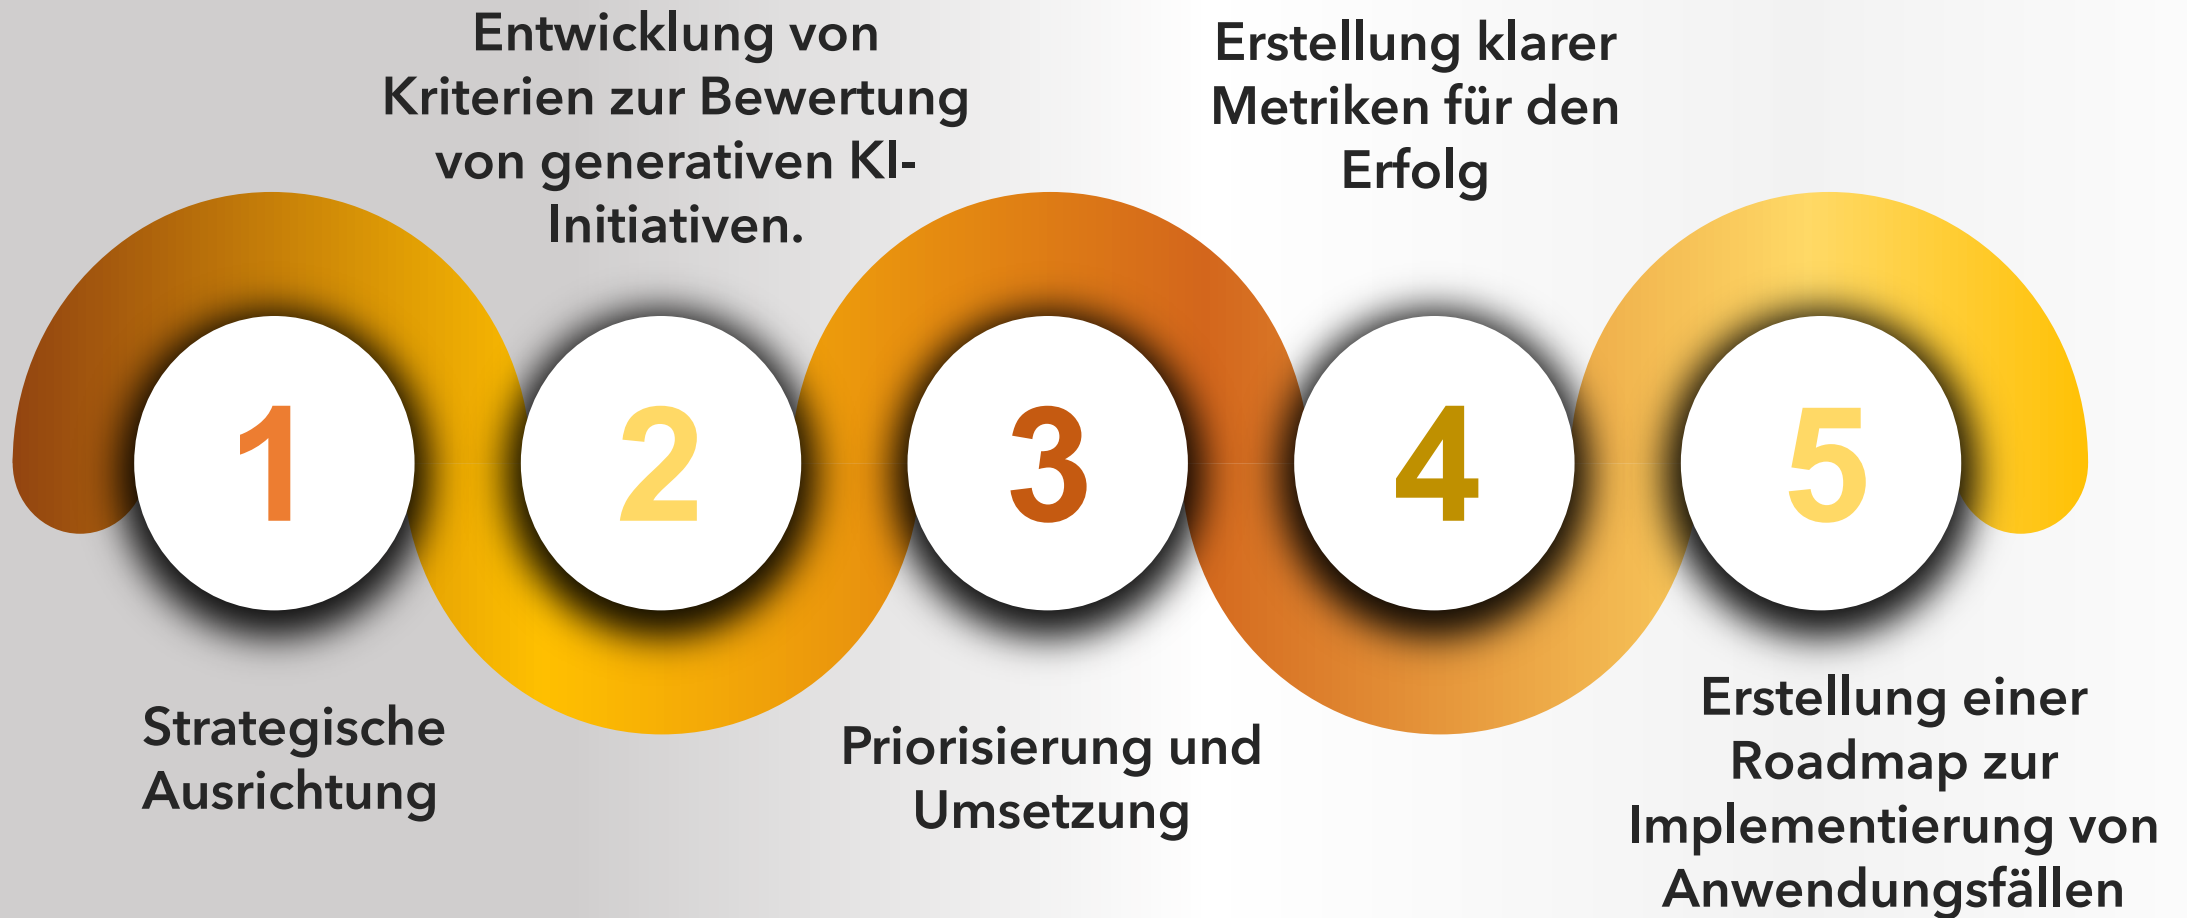 Entwicklung von
Kriterien zur Bewertung
von generativen KI-
Initiativen.
Erstellung klarer
Metriken für den
Erfolg
1
2
3
4
5
Strategische
Ausrichtung
Priorisierung und
Umsetzung
Erstellung einer
Roadmap zur
Implementierung von
Anwendungsfällen